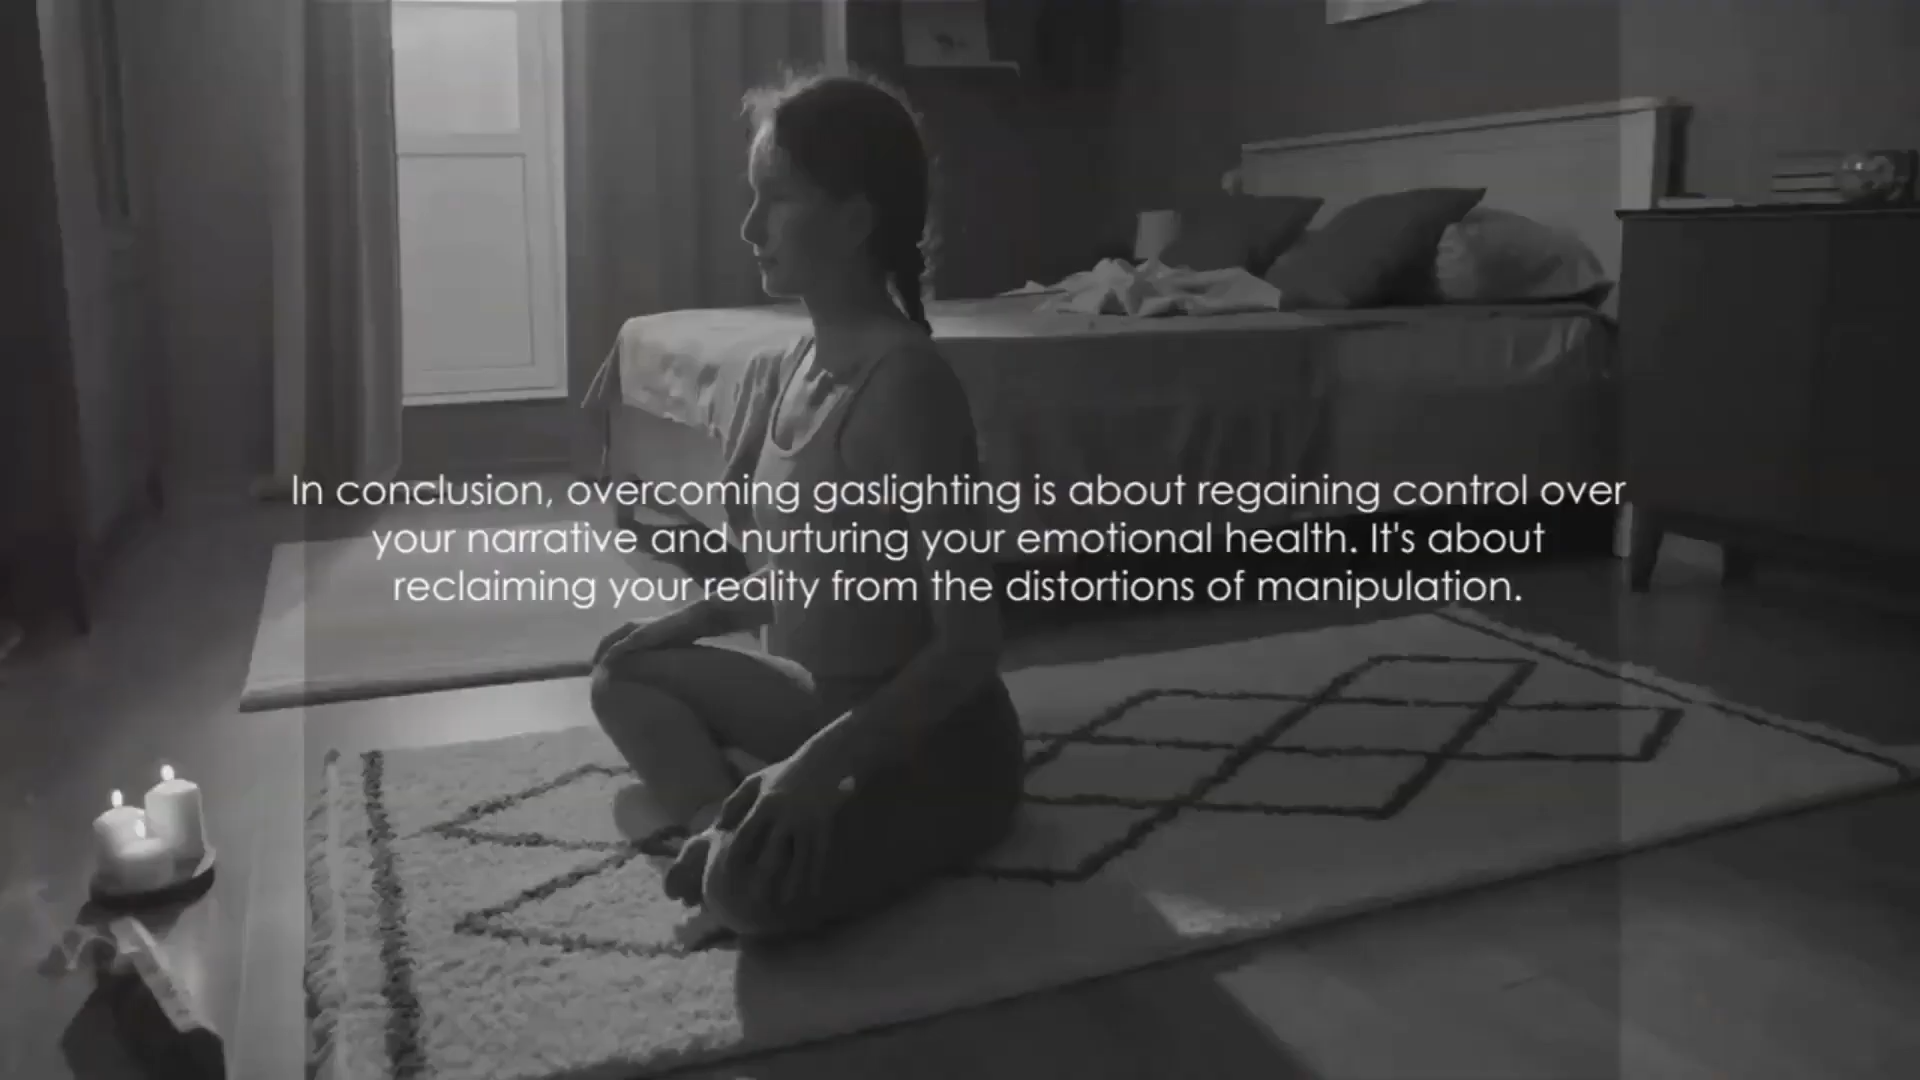 In conclusion, overcoming gaslighting is about regaining control over
your narrative and nurturing your emotional health. It's about
reclaiming your reality from the distortions of manipulation.